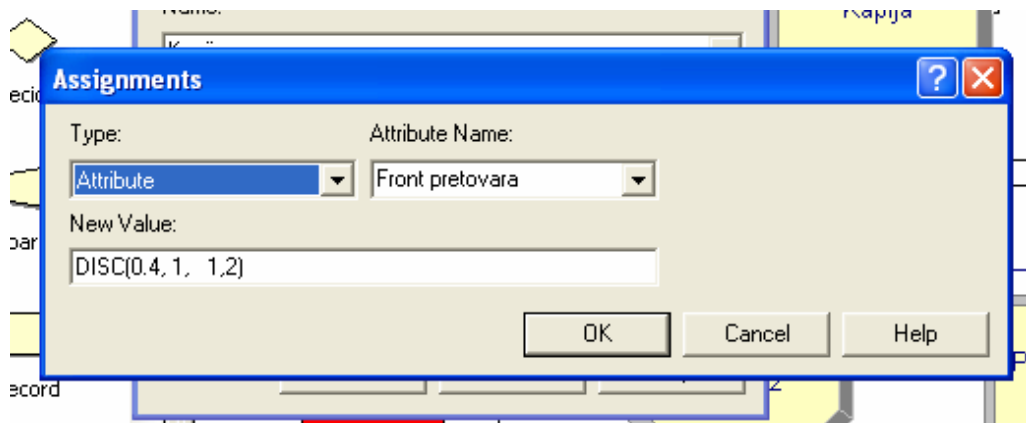 Name:
Kapija
Assignments
Type:
Attribute Name:
Attribute
Front pretovara
New Value:
DISC(0.4, 1, 1,2)
OK
Cancel
Help